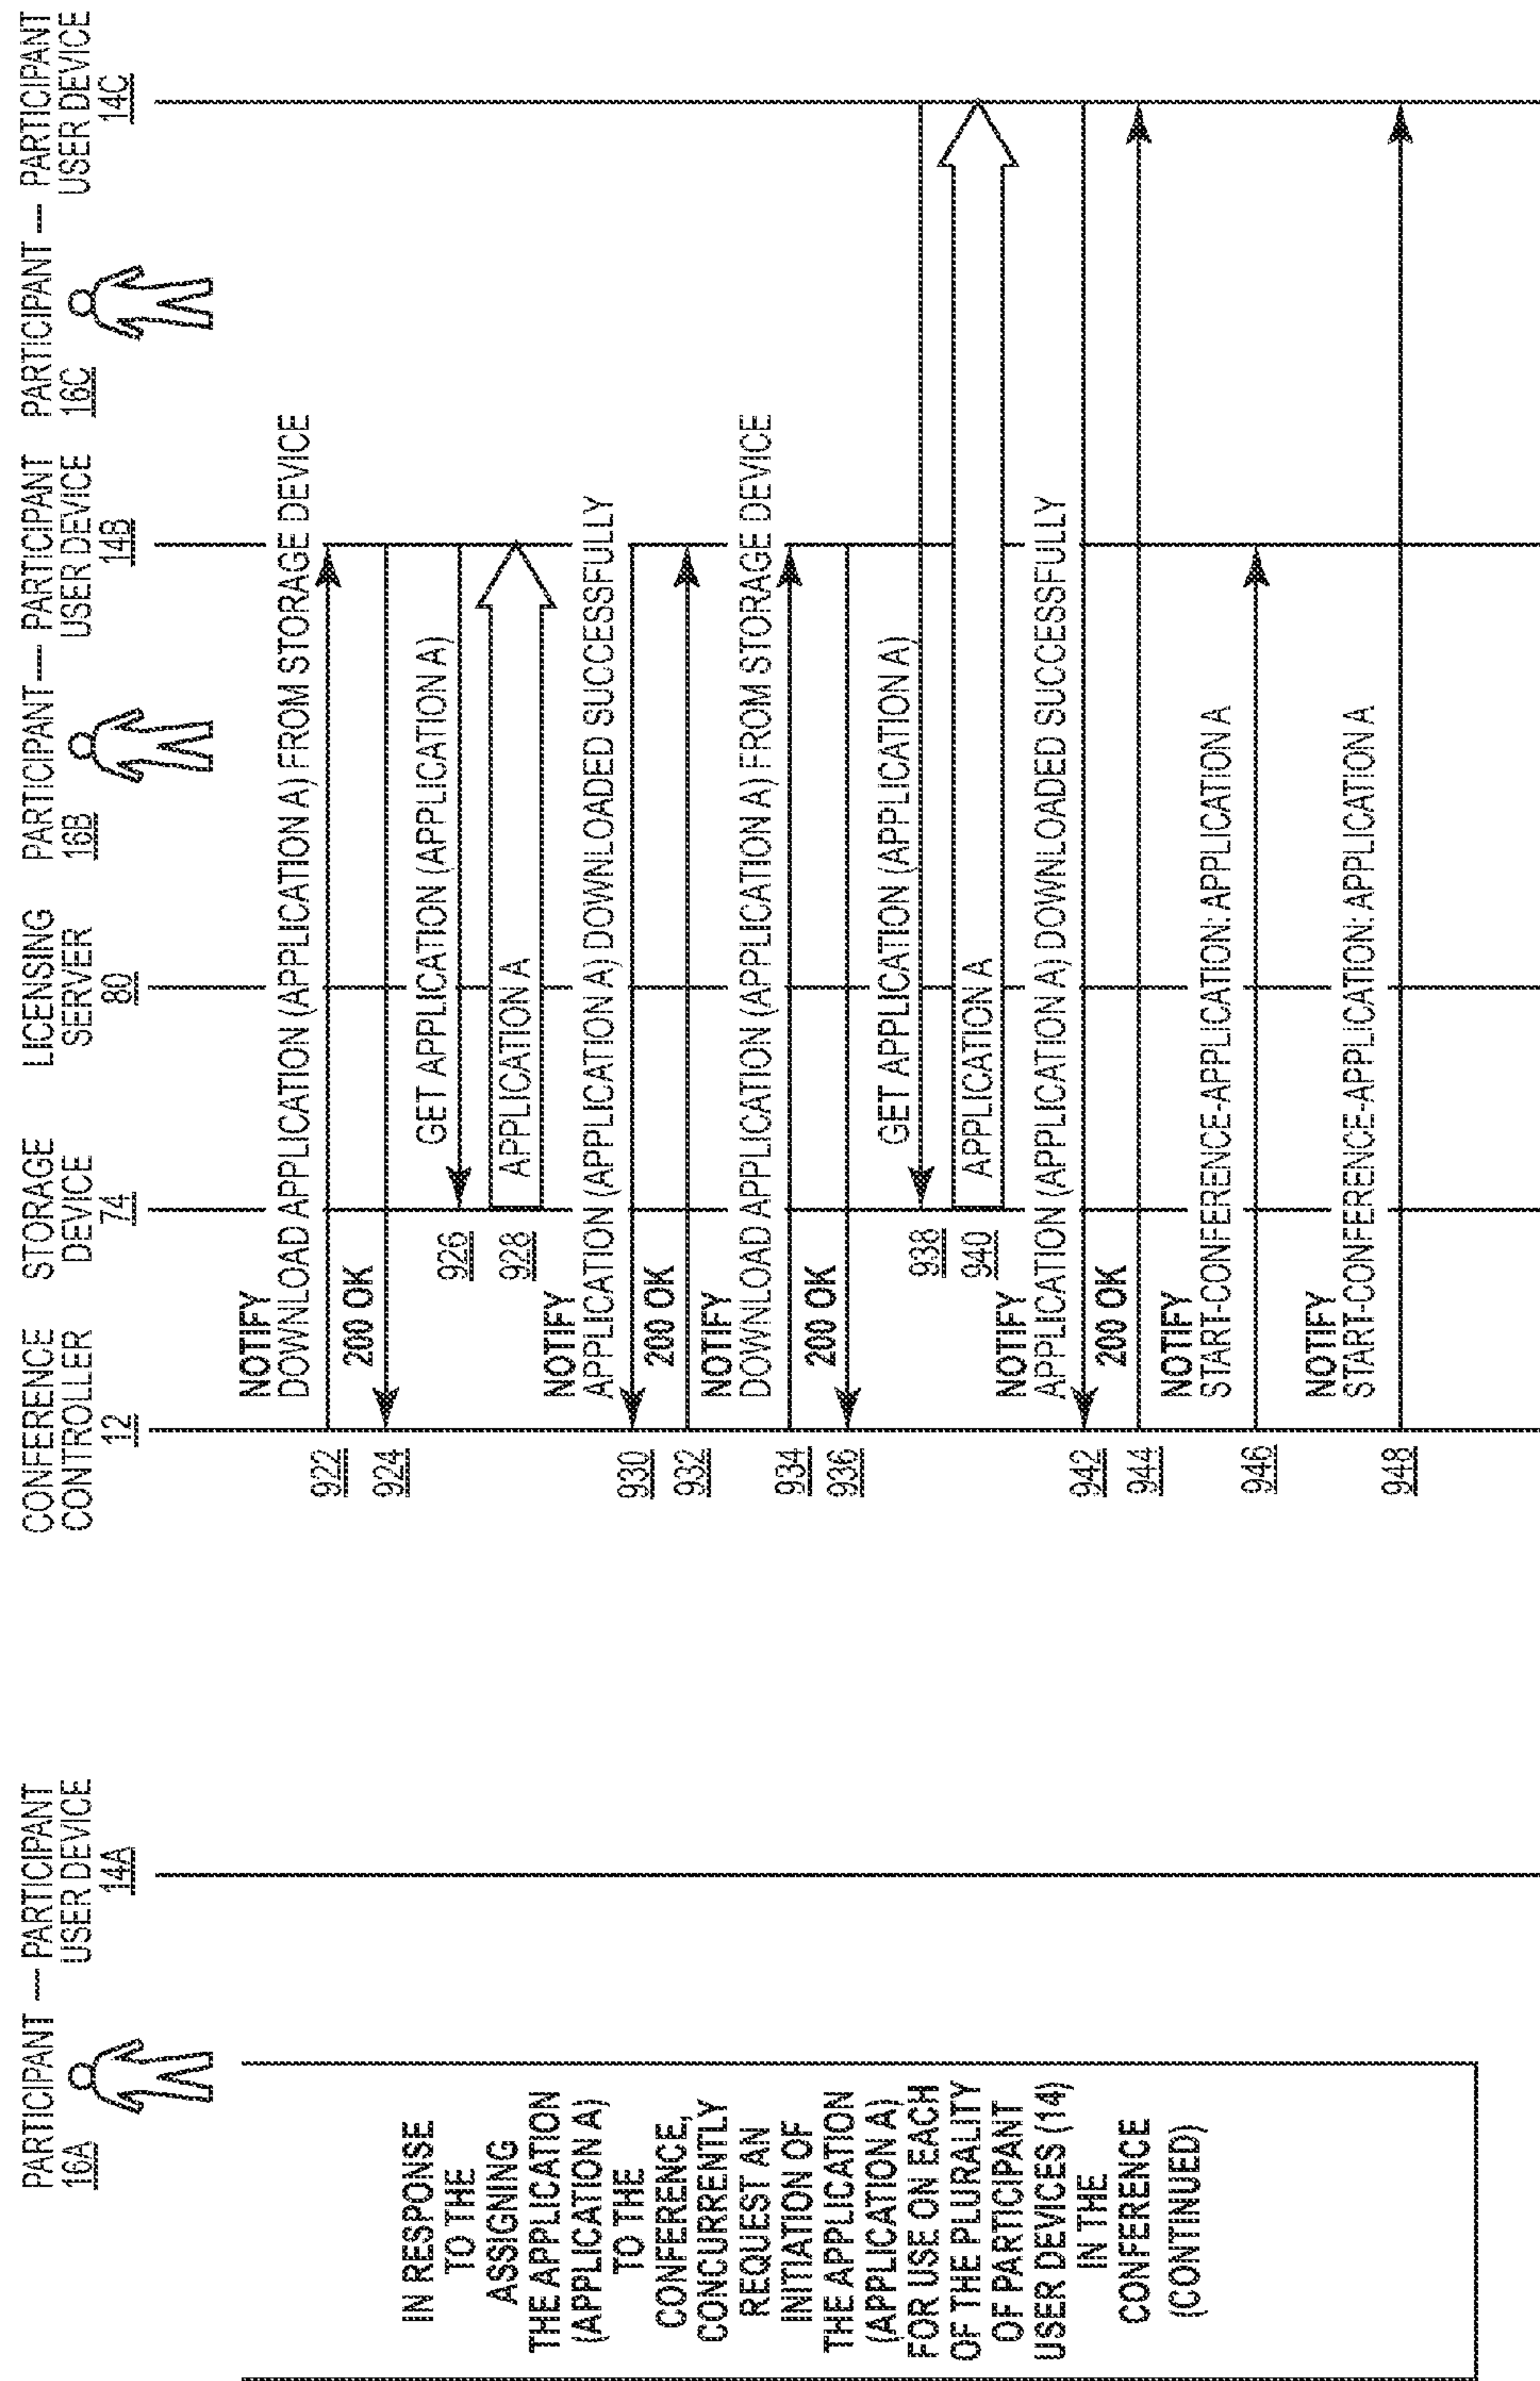 PARTICIPANT — PARTICIPANT
USER DEVICE
16A
14A
CONFERENCE
CONTROLLER
12
STORAGE
DEVICE
74
LICENSING
SERVER
80
PARTICIPANT — PARTICIPANT
USER DEVICE
16B
14B
PARTICIPANT — PARTICIPANT
USER DEVICE
16C
14C
IN RESPONSE
TO THE
ASSIGNING
THE APPLICATION
(APPLICATION A)
TO THE
CONFERENCE,
CONCURRENTLY
REQUEST AN
INITIATION OF
THE APPLICATION
(APPLICATION A)
FOR USE ON EACH
OF THE PLURALITY
OF PARTICIPANT
USER DEVICES (14)
IN THE
CONFERENCE
(CONTINUED)
NOTIFY
DOWNLOAD APPLICATION (APPLICATION A) FROM STORAGE DEVICE
922
200 OK
924
GET APPLICATION (APPLICATION A)
926
APPLICATION A
928
NOTIFY
APPLICATION (APPLICATION A) DOWNLOADED SUCCESSFULLY
930
200 OK
932
NOTIFY
DOWNLOAD APPLICATION (APPLICATION A) FROM STORAGE DEVICE
934
200 OK
936
GET APPLICATION (APPLICATION A)
938
APPLICATION A
940
NOTIFY
APPLICATION (APPLICATION A) DOWNLOADED SUCCESSFULLY
942
200 OK
944
NOTIFY
START-CONFERENCE-APPLICATION: APPLICATION A
946
NOTIFY
START-CONFERENCE-APPLICATION: APPLICATION A
948